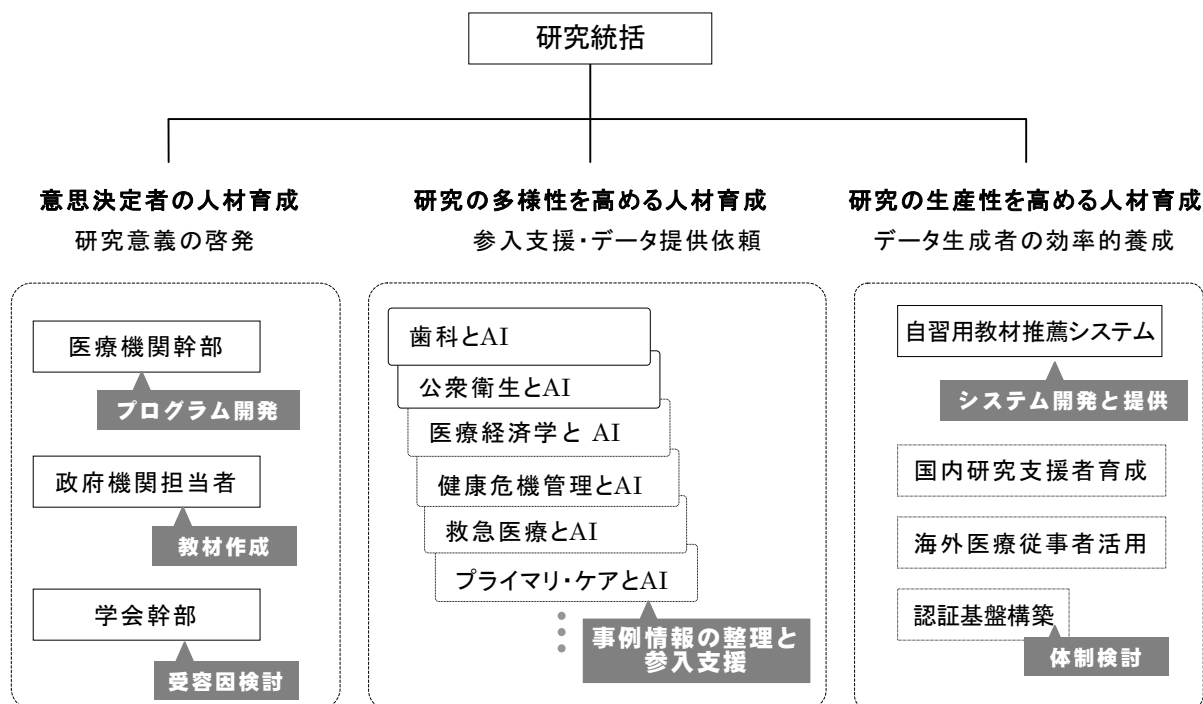 研究統括
意思決定者の人材育成
研究意義の啓発
医療機関幹部
プログラム開発
政府機関担当者
教材作成
学会幹部
受容因検討
研究の多様性を高める人材育成
参入支援・データ提供依頼
歯科とAI
公衆衛生とAI
医療経済学と AI
健康危機管理とAI
救急医療とAI
プライマリ・ケアとAI
事例情報の整理と
参入支援
研究の生産性を高める人材育成
データ生成者の効率的養成
自習用教材推薦システム
システム開発と提供
国内研究支援者育成
海外医療従事者活用
認証基盤構築
体制検討